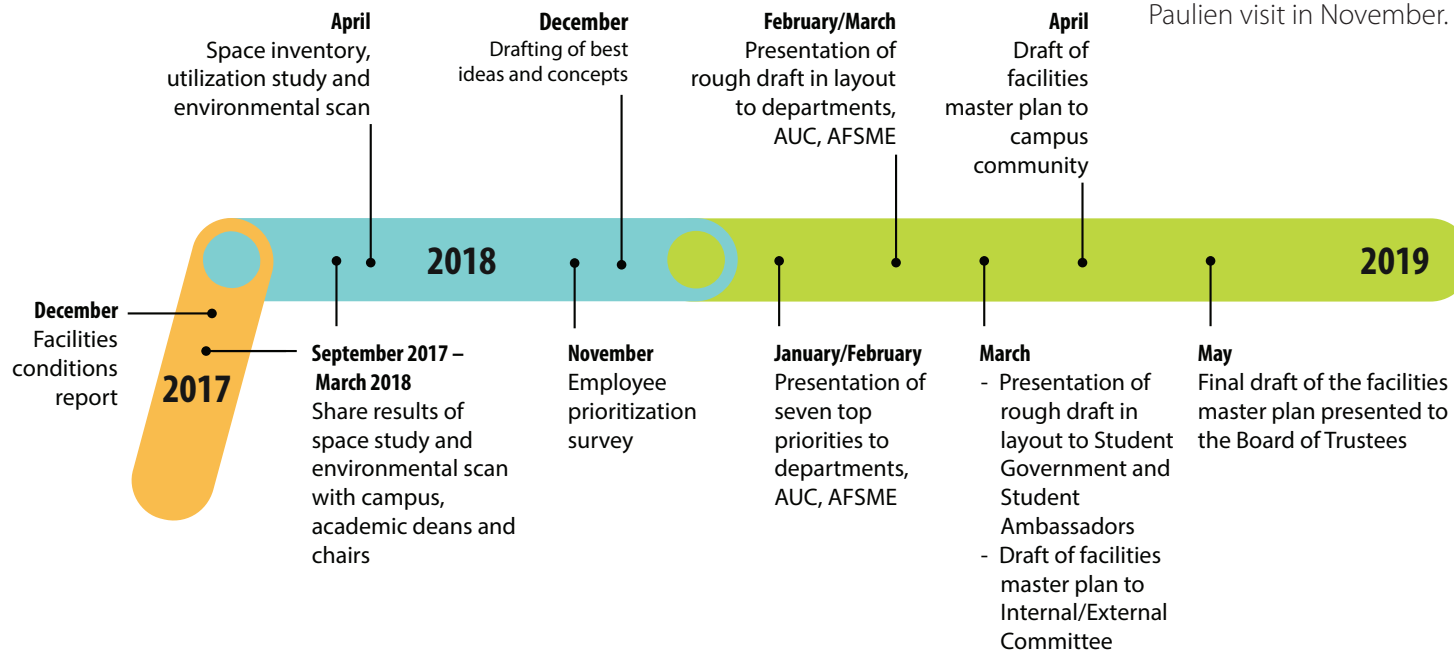 Paulien visit in November.
April
Space inventory,
utilization study and
environmental scan
December
Drafting of best
ideas and concepts
February/March
Presentation of
rough draft in layout
to departments,
AUC, AFSME
April
Draft of
facilities
master plan to
campus
community
2018
2019
December
Facilities
conditions
report
2017
September 2017 –
March 2018
Share results of
space study and
environmental scan
with campus,
academic deans and
chairs
November
Employee
prioritization
survey
January/February
Presentation of
seven top
priorities to
departments,
AUC, AFSME
March
- Presentation of
rough draft in
layout to Student
Government and
Student
Ambassadors
- Draft of facilities
master plan to
Internal/External
Committee
May
Final draft of the facilities
master plan presented to
the Board of Trustees